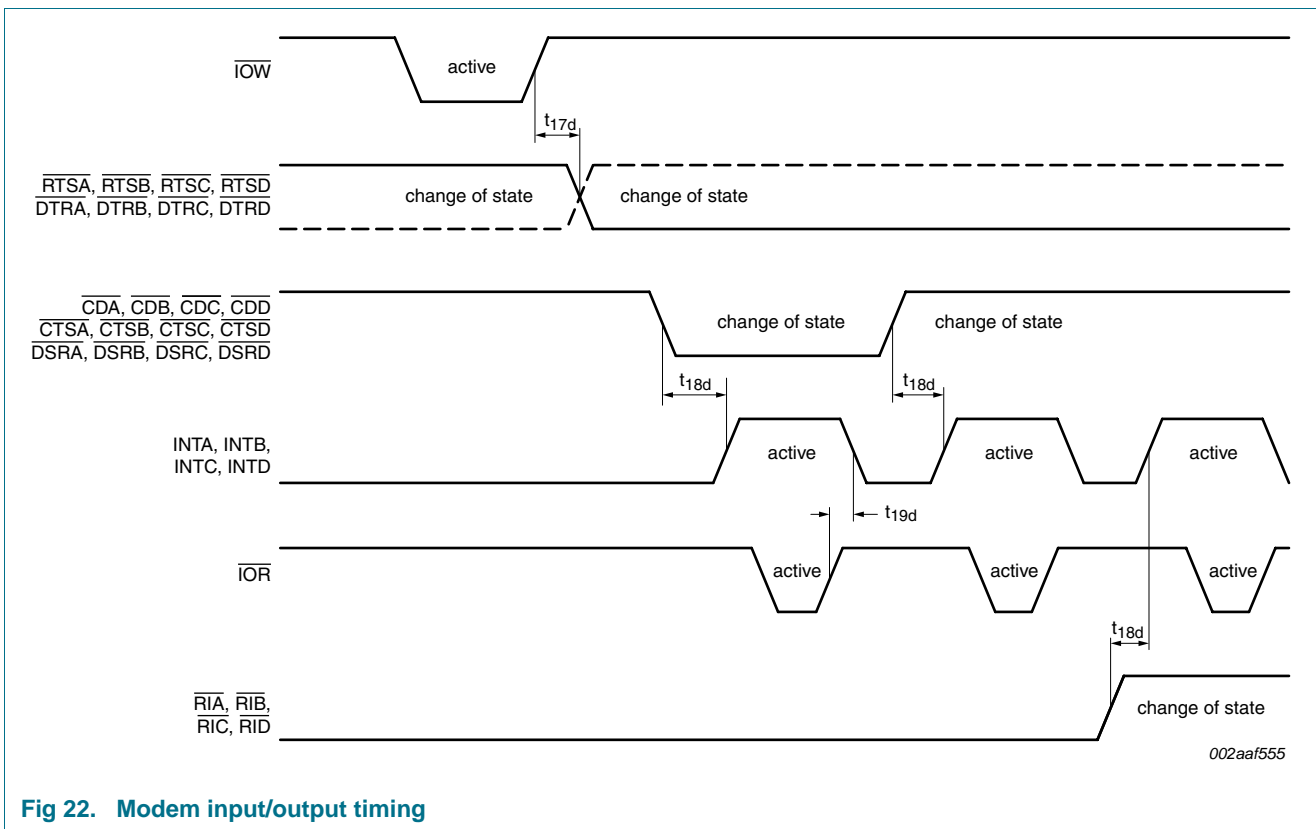 IOW
active
t17d
RTSA, RTSB, RTSC, RTSD
DTRA, DTRB, DTRC, DTRD
change of state
change of state
CDA, CDB, CDC, CDD
CTSA, CTSB, CTSC, CTSD
DSRA, DSRB, DSRC, DSRD
change of state
change of state
t18d
t18d
INTA, INTB,
INTC, INTD
active
active
active
t19d
IOR
active
active
active
t18d
RIA, RIB,
RIC, RID
change of state
002aaf555
Fig 22. Modem input/output timing